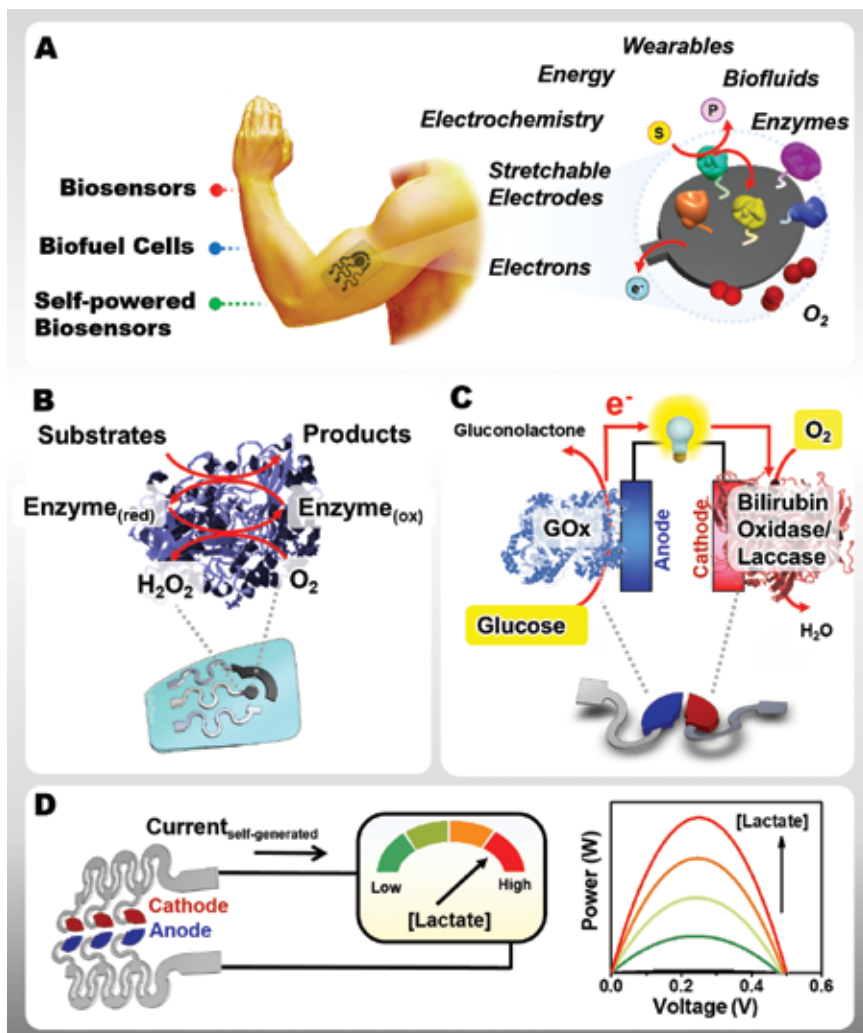 A
Wearables
Energy
Biofluids
Electrochemistry
Enzymes
S
P
Stretchable
Electrodes
Electrons
e-
O2
Biosensors
Biofuel Cells
Self-powered
Biosensors
B
Substrates
Products
Enzyme(red)
Enzyme(ox)
H2O2
O2
C
e-
Gluconolactone
O2
GOx
Anode
Cathode
Bilirubin
Oxidase/
Laccase
Glucose
H2O
D
Currentself-generated
Cathode
Anode
Low
High
[Lactate]
[Lactate]
Power (W)
0.0
0.2
0.4
0.6
Voltage (V)